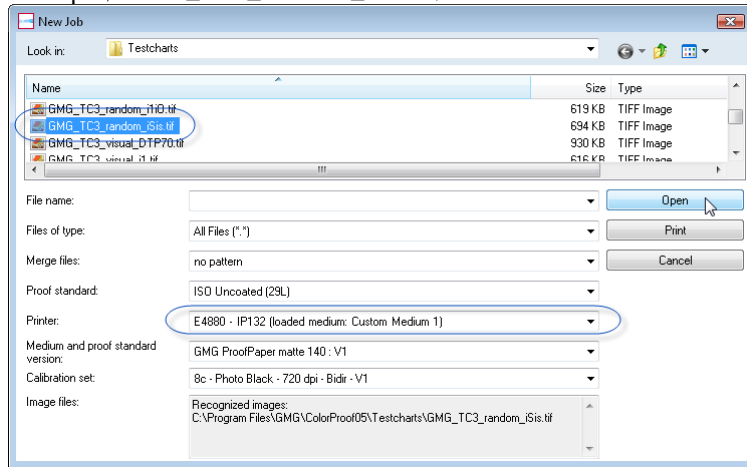 New Job
Look in: Testcharts
Name Size Type
GMG_TC3_random_i1iO.tif 619 KB TIFF Image
GMG_TC3_random_iSis.tif 694 KB TIFF Image
GMG_TC3_visual_DTP70.tif 930 KB TIFF Image
GMG_TC3_visual_i1.tif 616 KB TIFF Image
File name: Open
Files of type: All Files (*.*) Print
Merge files: no pattern Cancel
Proof standard: ISO Uncoated (29L)
Printer: E4880 - IP132 (loaded medium: Custom Medium 1)
Medium and proof standard
version: GMG ProofPaper matte 140 : V1
Calibration set: 8c - Photo Black - 720 dpi - Bidir - V1
Image files: Recognized images:
C:\Program Files\GMG\ColorProof05\Testcharts\GMG_TC3_random_iSis.tif